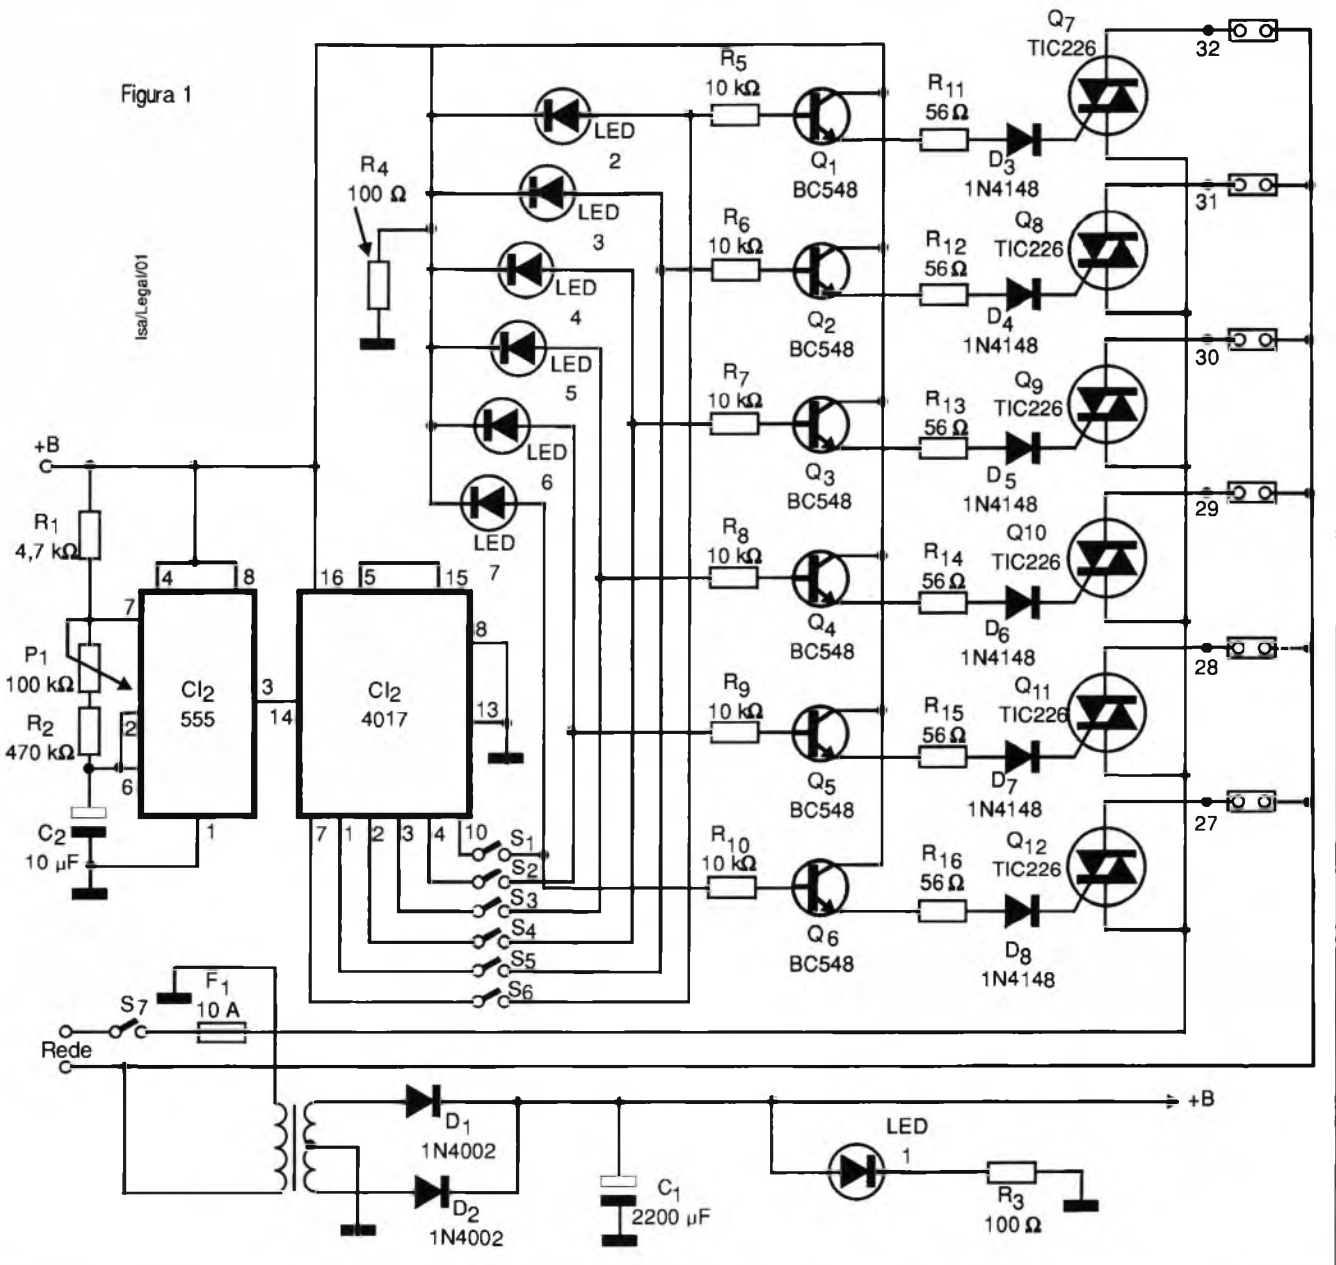 Figura 1
Isa/Legal/01
R4
100 Ω
LED
2
LED
3
LED
4
LED
5
LED
6
LED
7
R5
10 kΩ
Q1
BC548
R11
56 Ω
D3
1N4148
Q7
TIC226
32
R6
10 kΩ
Q2
BC548
R12
56 Ω
D4
1N4148
Q8
TIC226
31
R7
10 kΩ
Q3
BC548
R13
56 Ω
D5
1N4148
Q9
TIC226
30
R8
10 kΩ
Q4
BC548
R14
56 Ω
D6
1N4148
Q10
TIC226
29
R9
10 kΩ
Q5
BC548
R15
56 Ω
D7
1N4148
Q11
TIC226
28
R10
10 kΩ
Q6
BC548
R16
56 Ω
D8
1N4148
Q12
TIC226
27
+B
R1
4,7 kΩ
P1
100 kΩ
R2
470 kΩ
C2
10 µF
4 8
7
2
6
1
3
CI2
555
16 5 15
14
8
13
CI2
4017
7 1 2 3 4 10
S1
S2
S3
S4
S5
S6
S7
F1
10 A
Rede
D1
1N4002
D2
1N4002
C1
2200 µF
+B
LED
1
R3
100 Ω